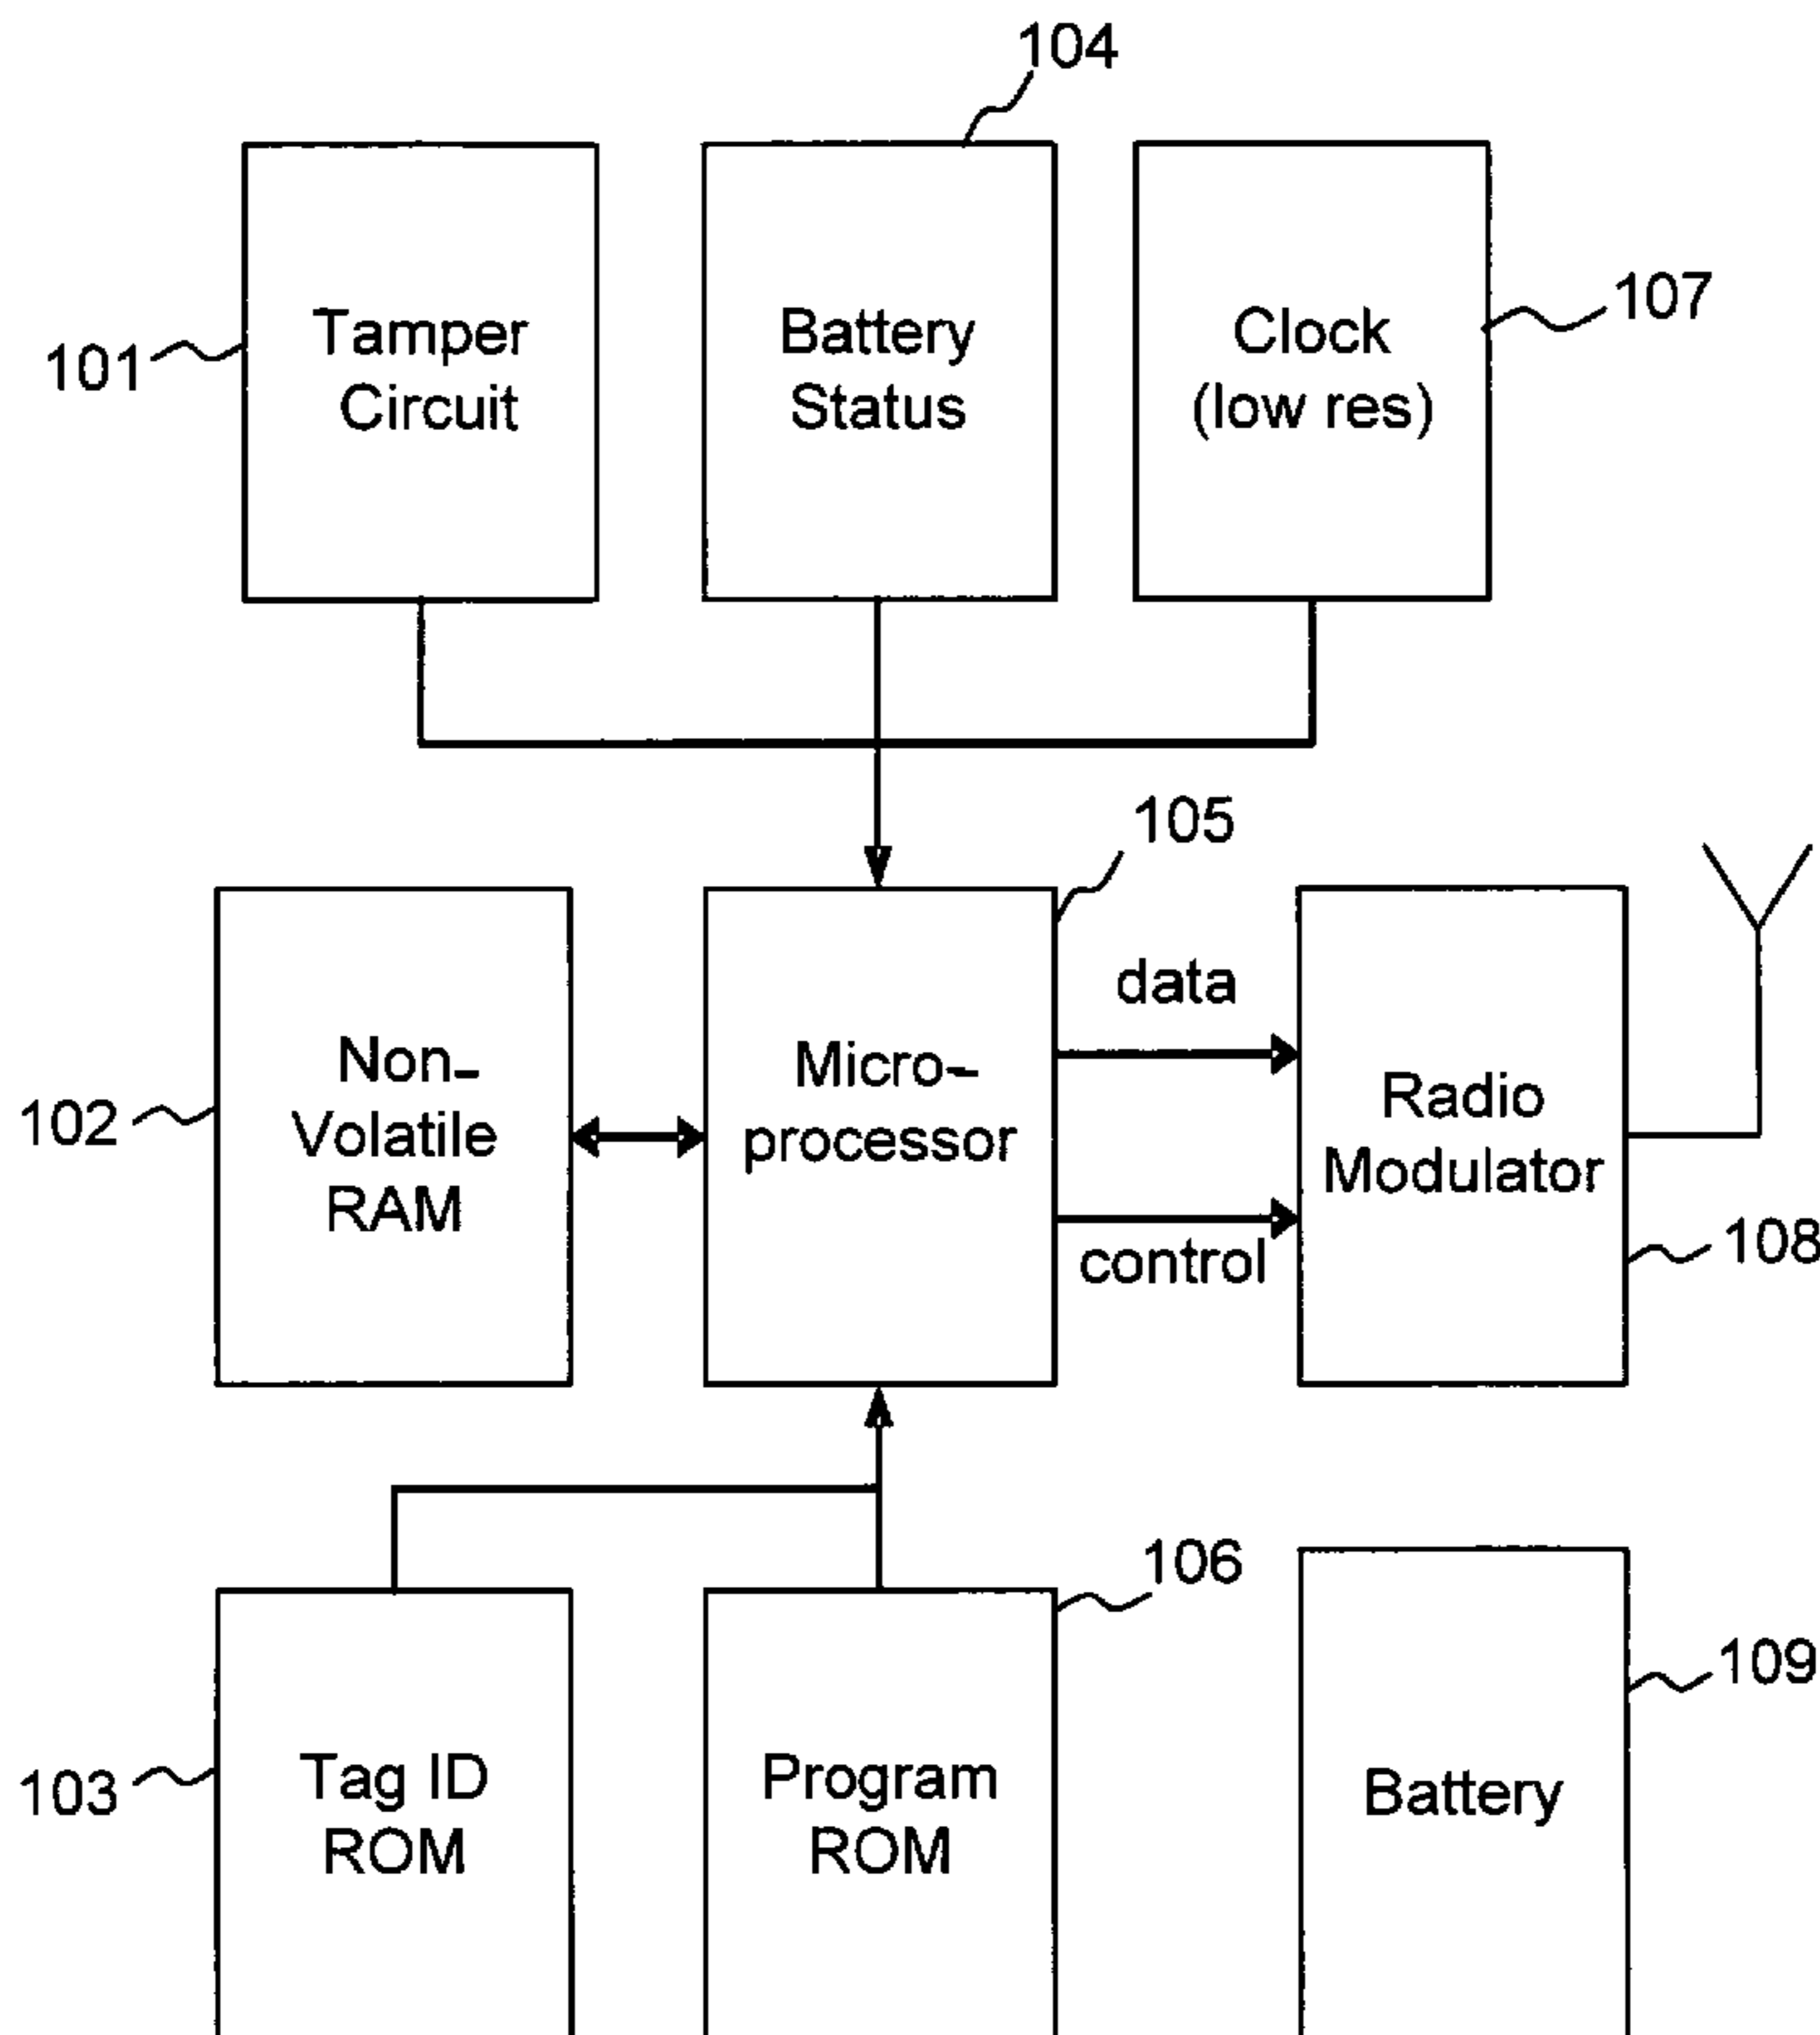 104
Tamper
Circuit
101
Battery
Status
Clock
(low res)
107
105
Non-
Volatile
RAM
102
Micro-
processor
data
control
Radio
Modulator
108
106
109
Tag ID
ROM
103
Program
ROM
Battery